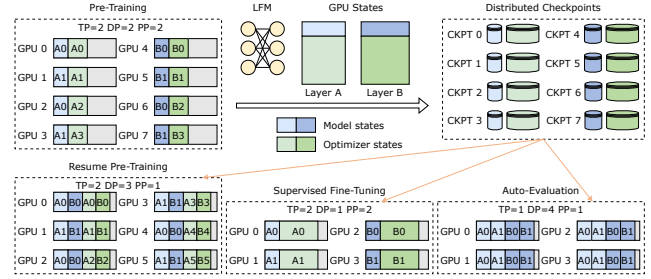 Pre-Training
TP=2 DP=2 PP=2
GPU 0 A0 A0 GPU 4 B0 B0
GPU 1 A1 A1 GPU 5 B1 B1
GPU 2 A0 A2 GPU 6 B0 B2
GPU 3 A1 A3 GPU 7 B1 B3
LFM
GPU States
Layer A Layer B
Model states
Optimizer states
Distributed Checkpoints
CKPT 0 CKPT 4
CKPT 1 CKPT 5
CKPT 2 CKPT 6
CKPT 3 CKPT 7
Resume Pre-Training
TP=2 DP=3 PP=1
GPU 0 A0 B0 A0 B0 GPU 3 A1 B1 A3 B3
GPU 1 A1 B1 A1 B1 GPU 4 A0 B0 A4 B4
GPU 2 A0 B0 A2 B2 GPU 5 A1 B1 A5 B5
Supervised Fine-Tuning
TP=2 DP=1 PP=2
GPU 0 A0 A0 GPU 2 B0 B0
GPU 1 A1 A1 GPU 3 B1 B1
Auto-Evaluation
TP=1 DP=4 PP=1
GPU 0 A0 A1 B0 B1 GPU 2 A0 A1 B0 B1
GPU 1 A0 A1 B0 B1 GPU 3 A0 A1 B0 B1